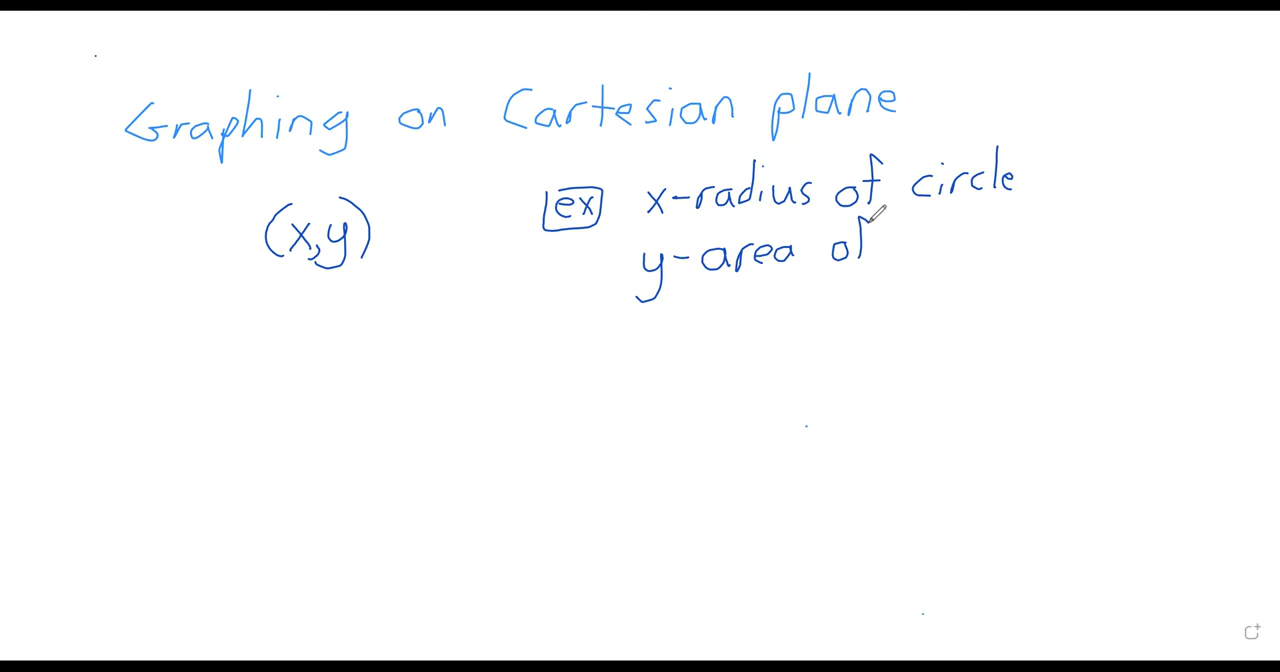 Graphing on Cartesian plane
(x,y)
ex x-radius of circle
y-area of